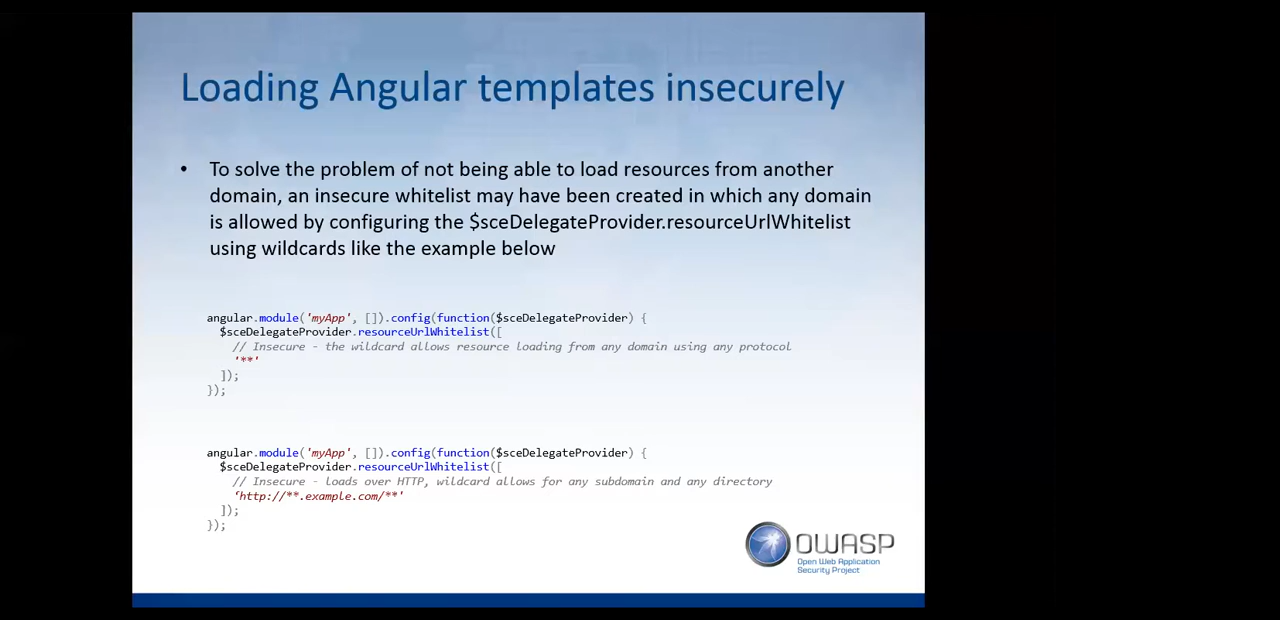 Loading Angular templates insecurely
• To solve the problem of not being able to load resources from another
domain, an insecure whitelist may have been created in which any domain
is allowed by configuring the $sceDelegateProvider.resourceUrlWhitelist
using wildcards like the example below
angular.module('myApp', []).config(function($sceDelegateProvider) {
$sceDelegateProvider.resourceUrlWhitelist([
// Insecure - the wildcard allows resource loading from any domain using any protocol
'**'
]);
});
angular.module('myApp', []).config(function($sceDelegateProvider) {
$sceDelegateProvider.resourceUrlWhitelist([
// Insecure - loads over HTTP, wildcard allows for any subdomain and any directory
‘http://**.example.com/**'
]);
});
OWASP
Open Web Application
Security Project